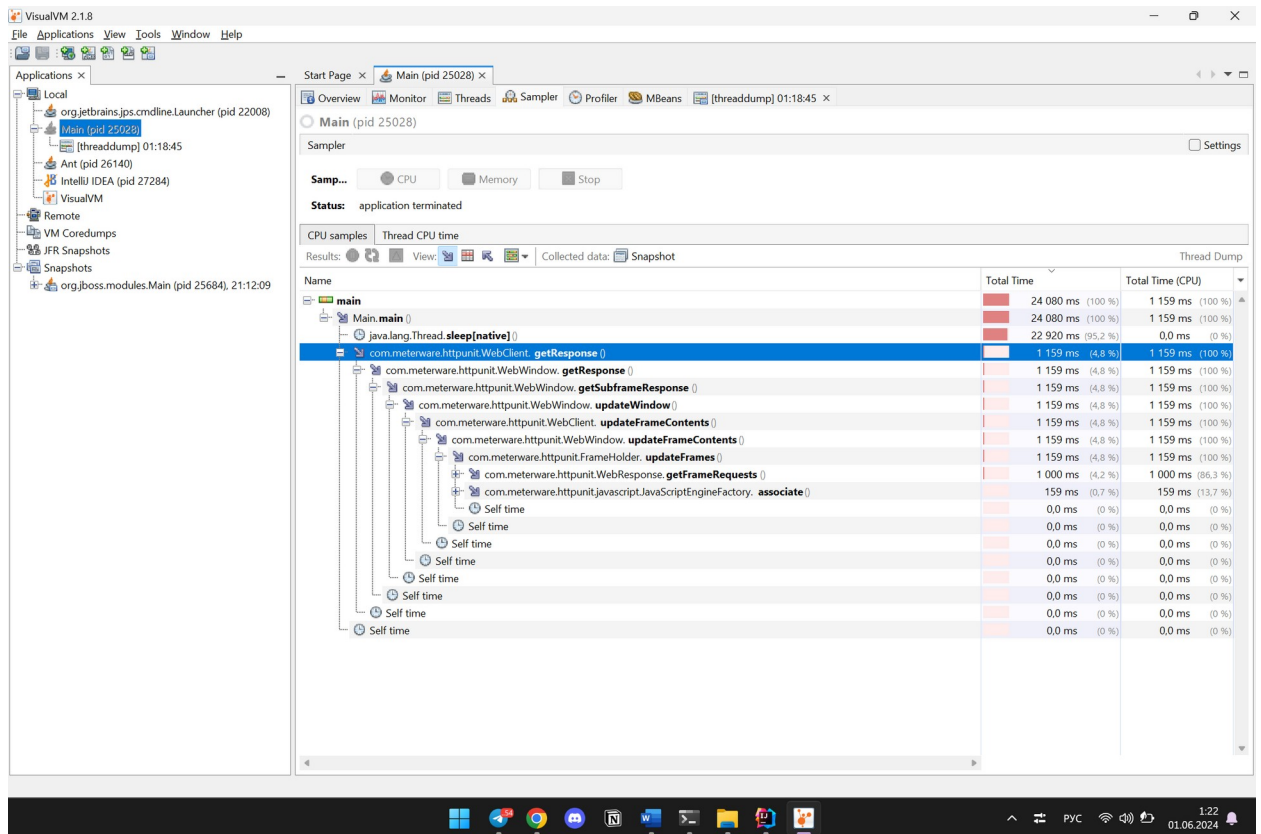 VisualVM 2.1.8
File Applications View Tools Window Help
Applications
Start Page Main (pid 25028)
Local
org.jetbrains.jps.cmdline.Launcher (pid 22008)
Main (pid 25028)
[threaddump] 01:18:45
Ant (pid 26140)
IntelliJ IDEA (pid 27284)
VisualVM
Remote
VM Coredumps
JFR Snapshots
Snapshots
org.jboss.modules.Main (pid 25684), 21:12:09
Overview Monitor Threads Sampler Profiler MBeans [threaddump] 01:18:45
Main (pid 25028)
Sampler Settings
Samp... CPU Memory Stop
Status: application terminated
CPU samples Thread CPU time
Results: View: Collected data: Snapshot Thread Dump
Name Total Time Total Time (CPU)
main 24 080 ms (100 %) 1 159 ms (100 %)
Main.main () 24 080 ms (100 %) 1 159 ms (100 %)
java.lang.Thread.sleep[native] () 22 920 ms (95,2 %) 0,0 ms (0 %)
com.meterware.httpunit.WebClient. getResponse () 1 159 ms (4,8 %) 1 159 ms (100 %)
com.meterware.httpunit.WebWindow. getResponse () 1 159 ms (4,8 %) 1 159 ms (100 %)
com.meterware.httpunit.WebWindow. getSubframeResponse () 1 159 ms (4,8 %) 1 159 ms (100 %)
com.meterware.httpunit.WebWindow. updateWindow () 1 159 ms (4,8 %) 1 159 ms (100 %)
com.meterware.httpunit.WebClient. updateFrameContents () 1 159 ms (4,8 %) 1 159 ms (100 %)
com.meterware.httpunit.WebWindow. updateFrameContents () 1 159 ms (4,8 %) 1 159 ms (100 %)
com.meterware.httpunit.FrameHolder. updateFrames () 1 159 ms (4,8 %) 1 159 ms (100 %)
com.meterware.httpunit.WebResponse. getFrameRequests () 1 000 ms (4,2 %) 1 000 ms (86,3 %)
com.meterware.httpunit.javascript.JavaScriptEngineFactory. associate () 159 ms (0,7 %) 159 ms (13,7 %)
Self time 0,0 ms (0 %) 0,0 ms (0 %)
Self time 0,0 ms (0 %) 0,0 ms (0 %)
Self time 0,0 ms (0 %) 0,0 ms (0 %)
Self time 0,0 ms (0 %) 0,0 ms (0 %)
Self time 0,0 ms (0 %) 0,0 ms (0 %)
Self time 0,0 ms (0 %) 0,0 ms (0 %)
Self time 0,0 ms (0 %) 0,0 ms (0 %)
Self time 0,0 ms (0 %) 0,0 ms (0 %)
54
РУС
1:22
01.06.2024